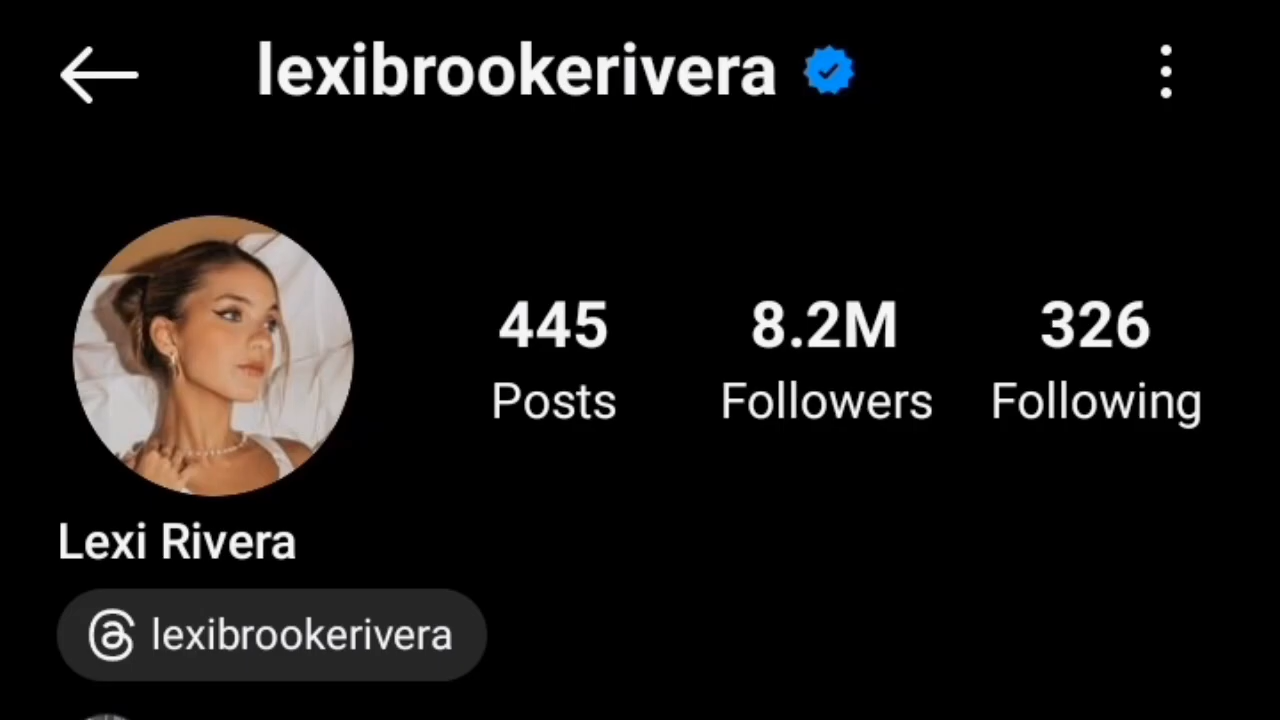 lexibrookerivera
445 8.2M 326
Posts Followers Following
Lexi Rivera
lexibrookerivera